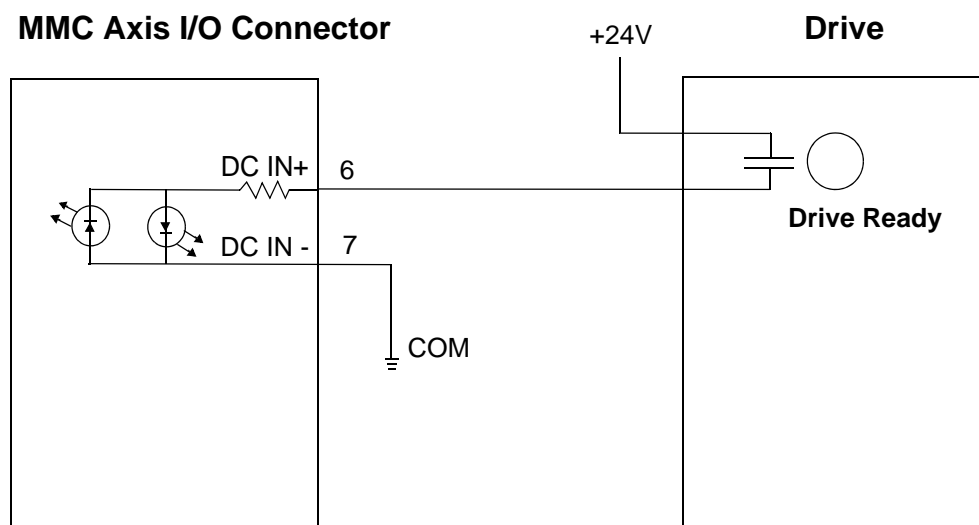 MMC Axis I/O Connector
+24V
Drive
DC IN+
6
Drive Ready
DC IN -
7
COM